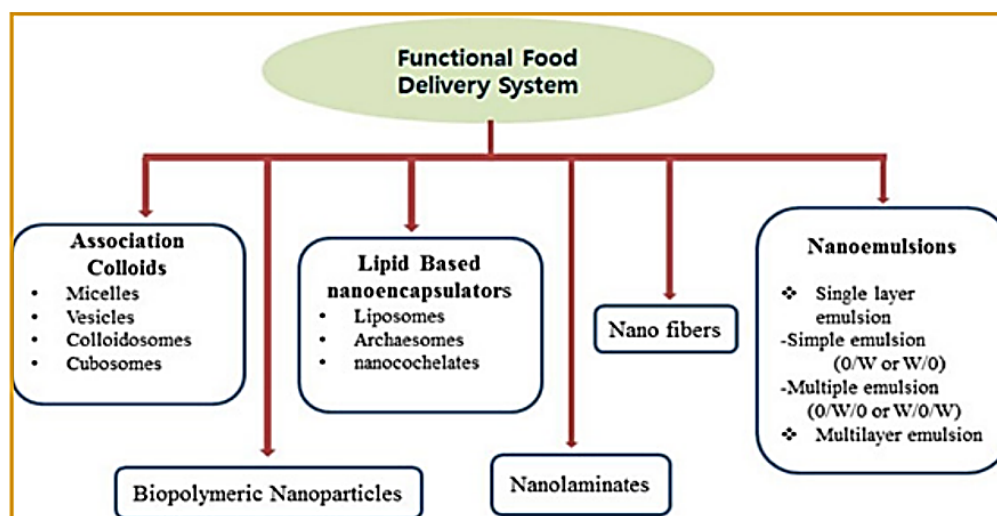 Functional Food
Delivery System
Association
Colloids
• Micelles
• Vesicles
• Colloidosomes
• Cubosomes
Biopolymeric Nanoparticles
Lipid Based
nanoencapsulators
• Liposomes
• Archaesomes
• nanocochelates
Nanolaminates
Nano fibers
Nanoemulsions
❖ Single layer
emulsion
-Simple emulsion
(0/W or W/0)
-Multiple emulsion
(0/W/0 or W/0/W)
❖ Multilayer emulsion